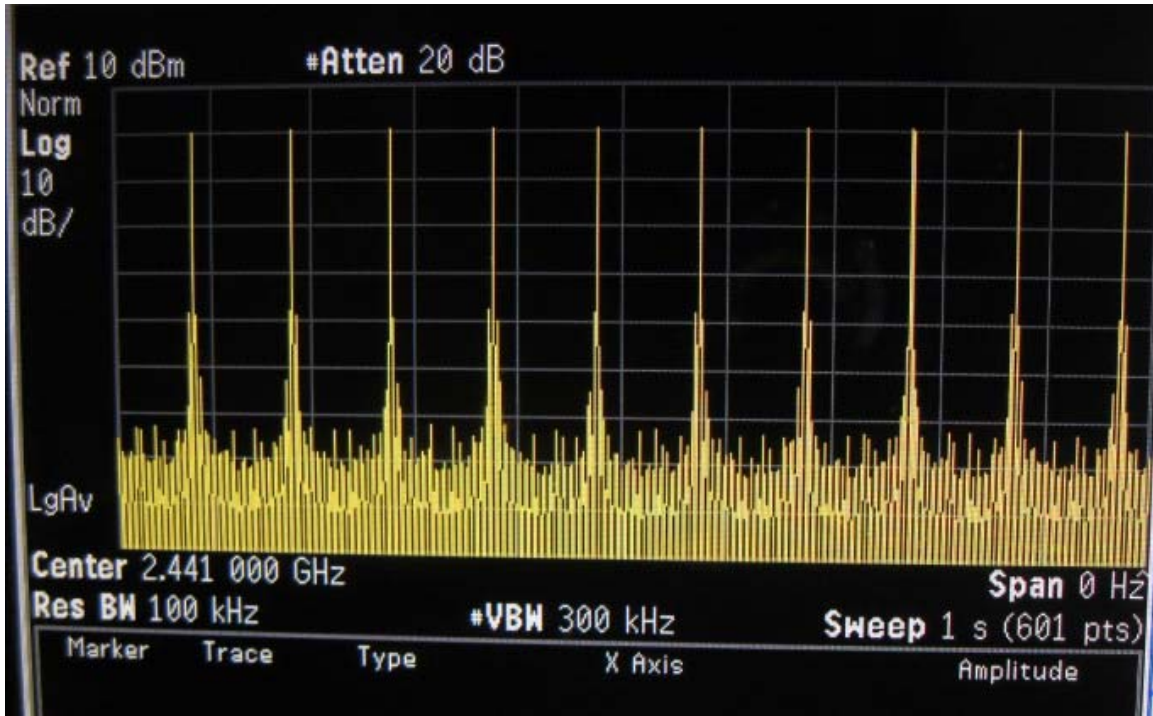 Ref 10 dBm #Atten 20 dB
Norm
Log
10
dB/
LgAv
Center 2.441 000 GHz Span 0 Hz
Res BW 100 kHz #VBW 300 kHz Sweep 1 s (601 pts)
Marker Trace Type X Axis Amplitude